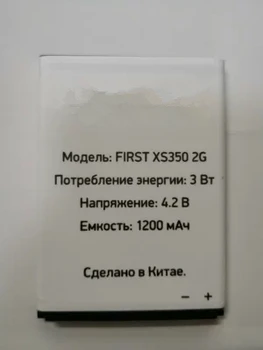 Модель: FIRST XS350 2G
Потребление энергии: 3 Вт
Напряжение: 4.2 В
Емкость: 1200 мАч
Сделано в Китае.
− +